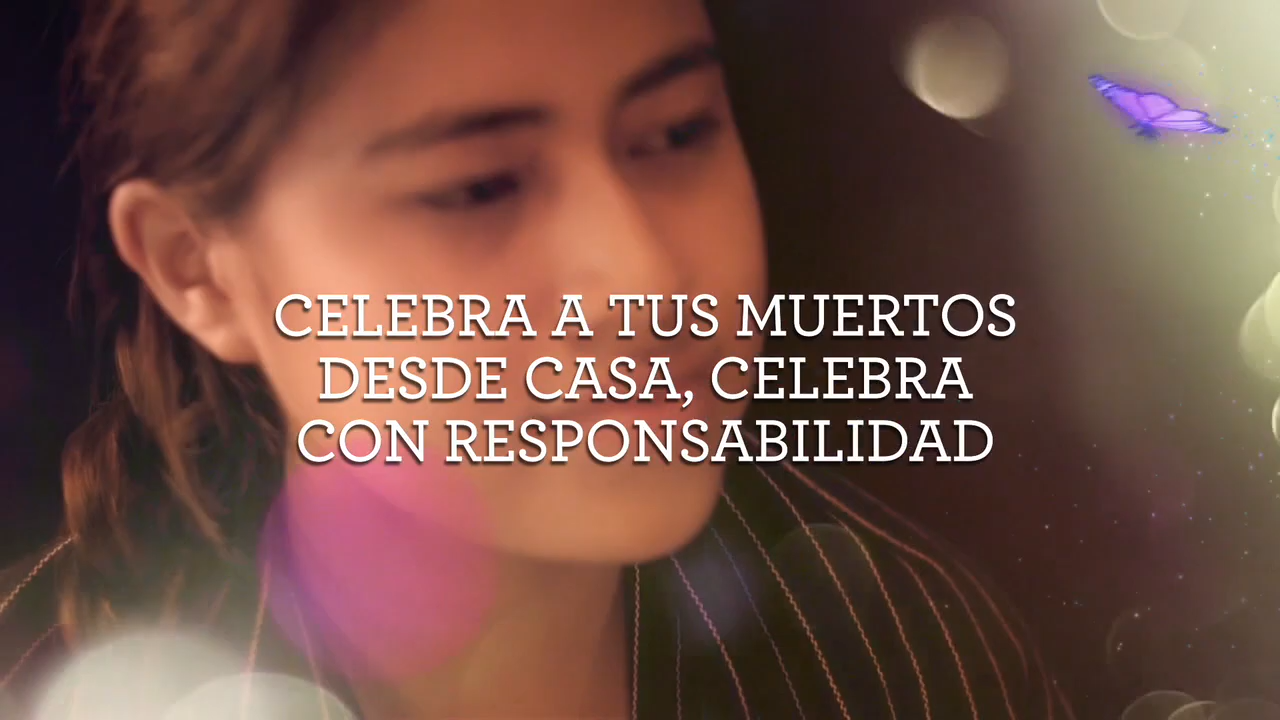 CELEBRA A TUS MUERTOS
DESDE CASA, CELEBRA
CON RESPONSABILIDAD